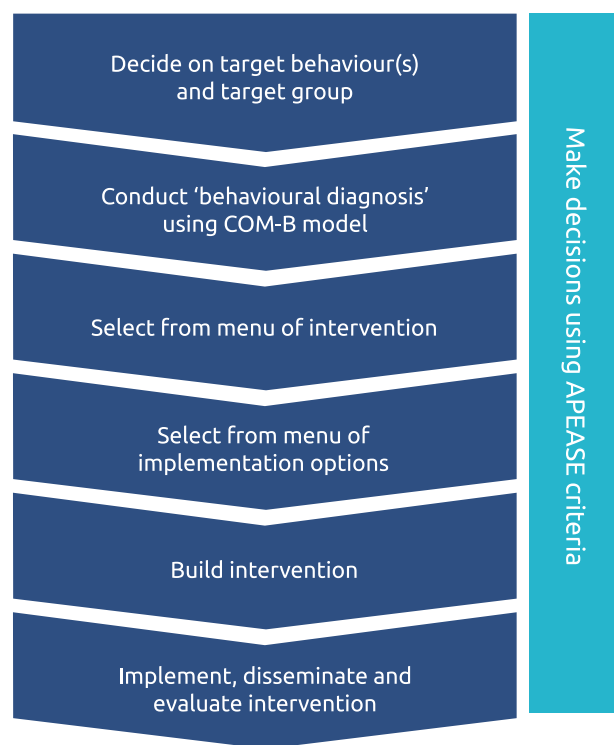 Decide on target behaviour(s)
and target group
Conduct ‘behavioural diagnosis’
using COM-B model
Select from menu of intervention
Select from menu of
implementation options
Build intervention
Implement, disseminate and
evaluate intervention
Make decisions using APEASE criteria